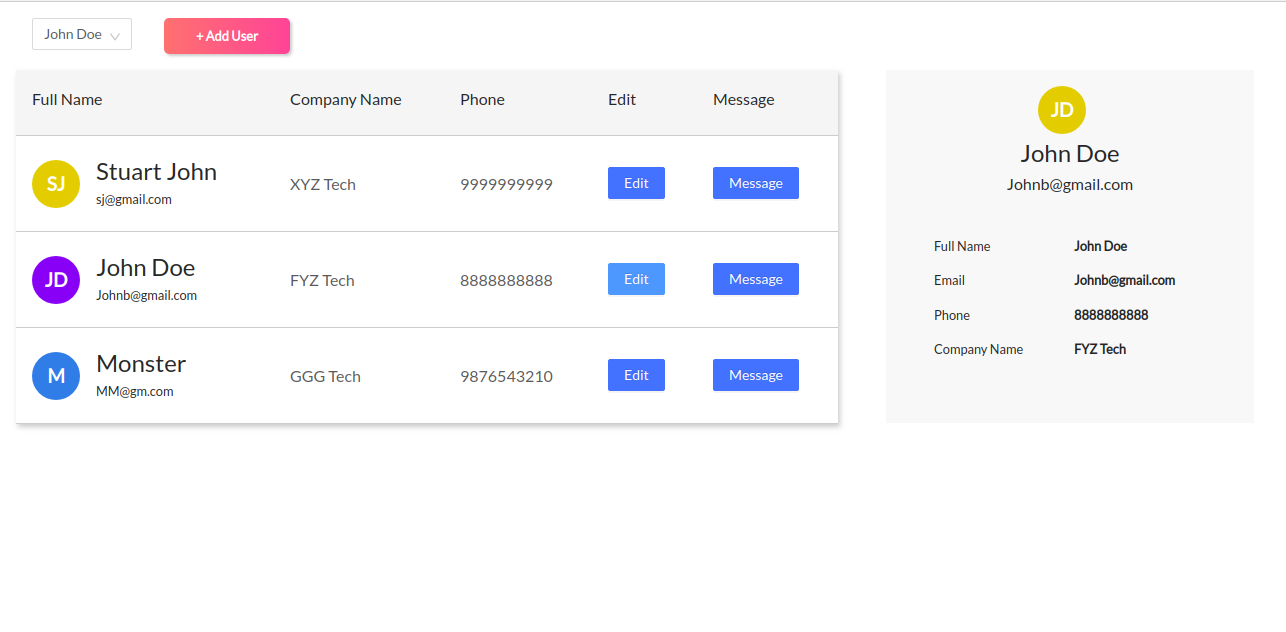 John Doe
+ Add User
Full Name Company Name Phone Edit Message
SJ
Stuart John
sj@gmail.com
XYZ Tech 9999999999 Edit Message
JD
John Doe
Johnb@gmail.com
FYZ Tech 8888888888 Edit Message
M
Monster
MM@gm.com
GGG Tech 9876543210 Edit Message
JD
John Doe
Johnb@gmail.com
Full Name John Doe
Email Johnb@gmail.com
Phone 8888888888
Company Name FYZ Tech